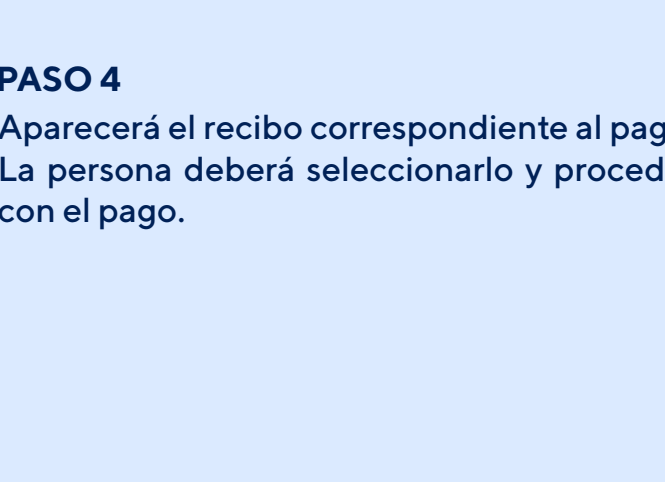 PASO 4
Aparecerá el recibo correspondiente al pag
La persona deberá seleccionarlo y proced
con el pago.